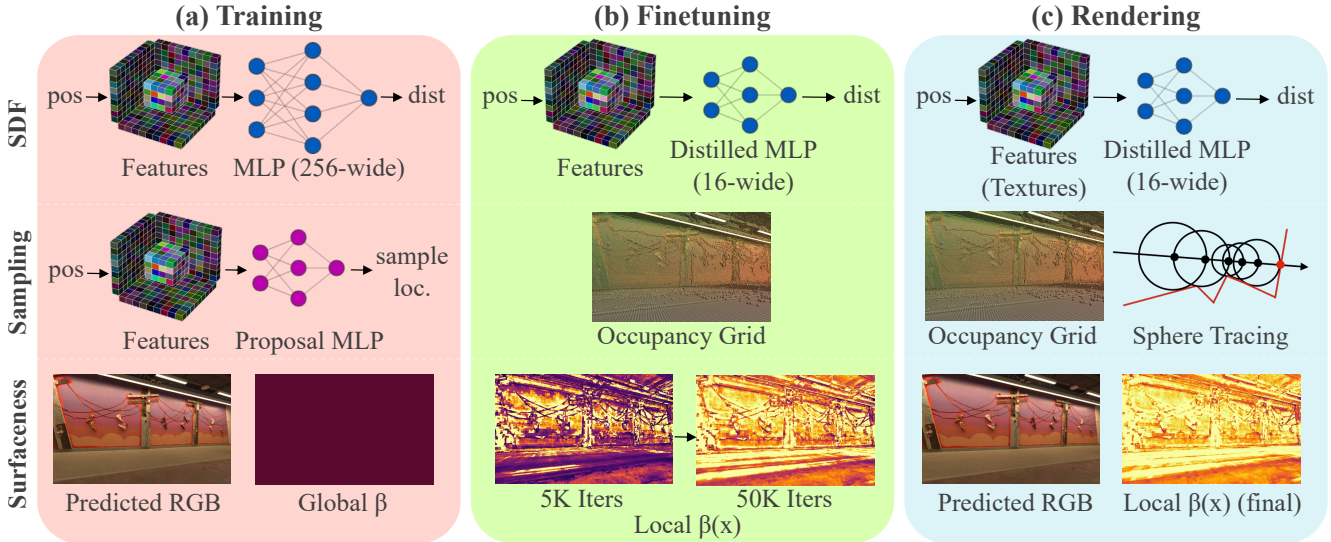 (a) Training
(b) Finetuning
(c) Rendering
SDF
pos
dist
Features
MLP (256-wide)
pos
dist
Features
Distilled MLP
(16-wide)
pos
dist
Features
(Textures)
Distilled MLP
(16-wide)
Sampling
pos
sample
loc.
Features
Proposal MLP
Occupancy Grid
Occupancy Grid
Sphere Tracing
Surfaceness
Predicted RGB
Global β
5K Iters
50K Iters
Local β(x)
Predicted RGB
Local β(x) (final)